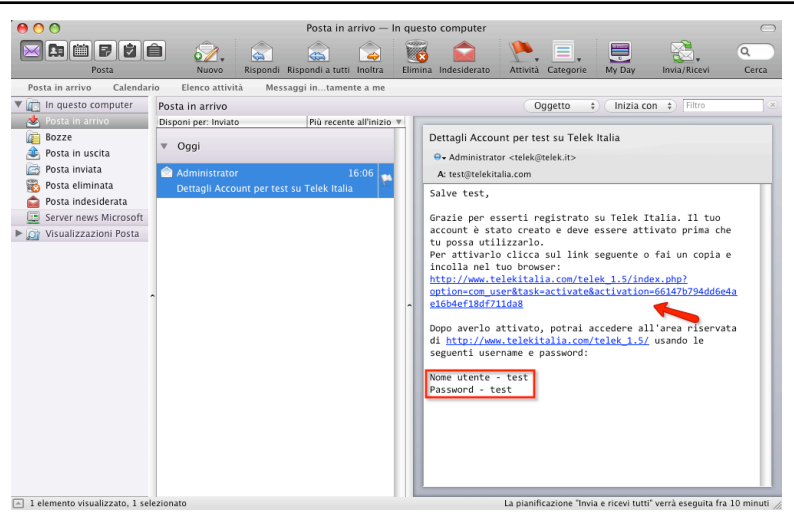 Posta in arrivo — In questo computer
Posta
Nuovo Rispondi Rispondi a tutti Inoltra Elimina Indesiderato Attività Categorie My Day Invia/Ricevi Cerca
Posta in arrivo Calendario Elenco attività Messaggi in...tamente a me
In questo computer
Posta in arrivo
Bozze
Posta in uscita
Posta inviata
Posta eliminata
Posta indesiderata
Server news Microsoft
Visualizzazioni Posta
Posta in arrivo
Oggetto Inizia con Filtro
Disponi per: Inviato Più recente all'inizio
Oggi
Administrator 16:06
Dettagli Account per test su Telek Italia
Dettagli Account per test su Telek Italia
Administrator <telek@telek.it>
A: test@telekitalia.com
Salve test,
Grazie per esserti registrato su Telek Italia. Il tuo
account è stato creato e deve essere attivato prima che
tu possa utilizzarlo.
Per attivarlo clicca sul link seguente o fai un copia e
incolla nel tuo browser:
http://www.telekitalia.com/telek_1.5/index.php?
option=com_user&task=activate&activation=66147b794dd6e4a
e16b4ef18df711da8
Dopo averlo attivato, potrai accedere all'area riservata
di http://www.telekitalia.com/telek_1.5/ usando le
seguenti username e password:
Nome utente - test
Password - test
1 elemento visualizzato, 1 selezionato
La pianificazione "Invia e ricevi tutti" verrà eseguita fra 10 minuti